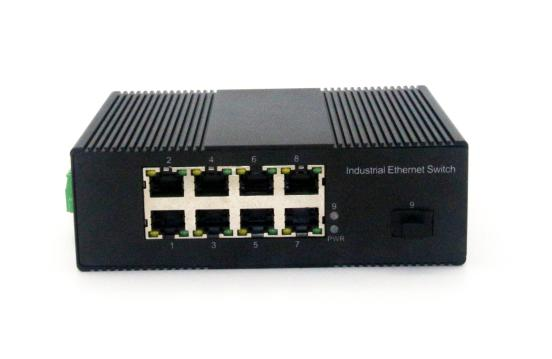 2 4 6 8
Industrial Ethernet Switch
9
9
PWR
1 3 5 7